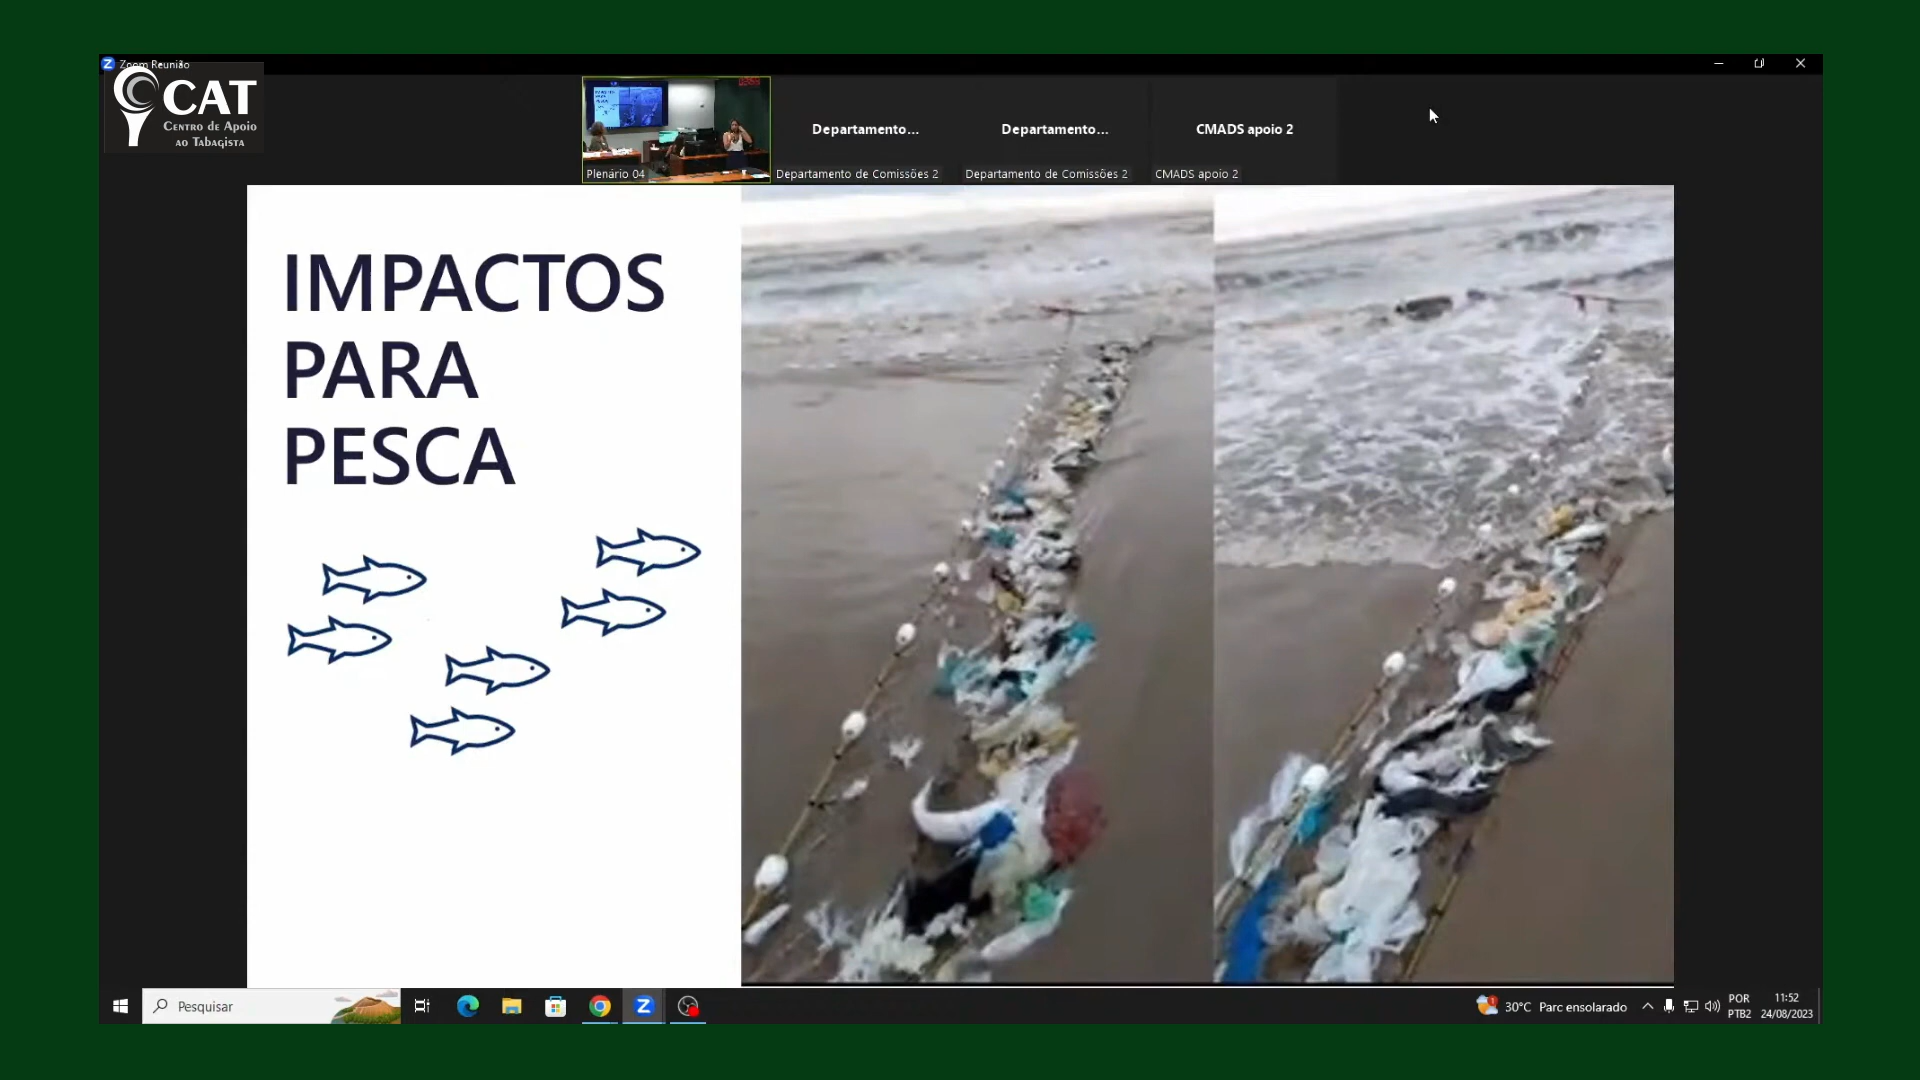 Zoom Reunião
CAT
CENTRO DE APOIO
AO TABAGISTA
Departamento...
Departamento...
CMADS apoio 2
Plenário 04
Departamento de Comissões 2
Departamento de Comissões 2
CMADS apoio 2
IMPACTOS
PARA
PESCA
Pesquisar
30°C Parc ensolarado
POR
PTB2
11:52
24/08/2023